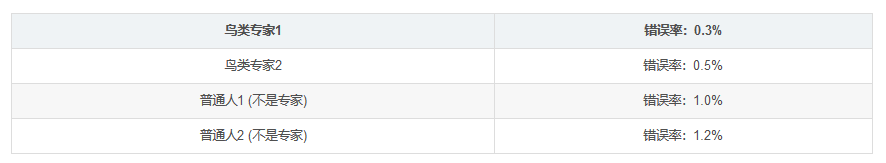 鸟类专家1 错误率：0.3%
鸟类专家2 错误率：0.5%
普通人1 (不是专家) 错误率：1.0%
普通人2 (不是专家) 错误率：1.2%